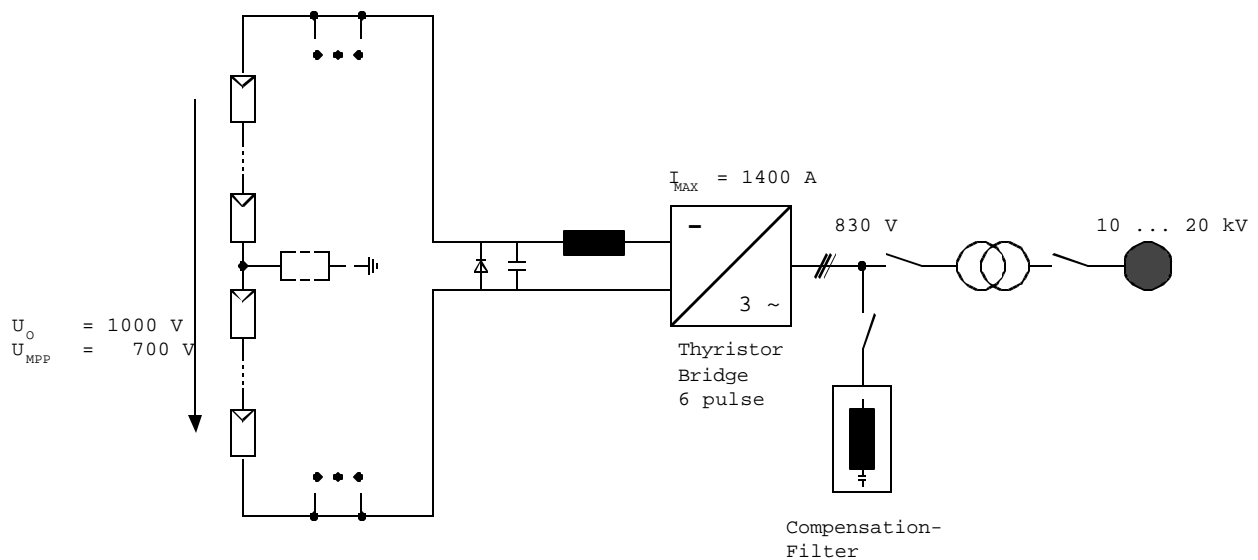 I_MAX = 1400 A
830 V
10 ... 20 kV
-
3 ~
U_O = 1000 V
U_MPP = 700 V
Thyristor
Bridge
6 pulse
Compensation-
Filter